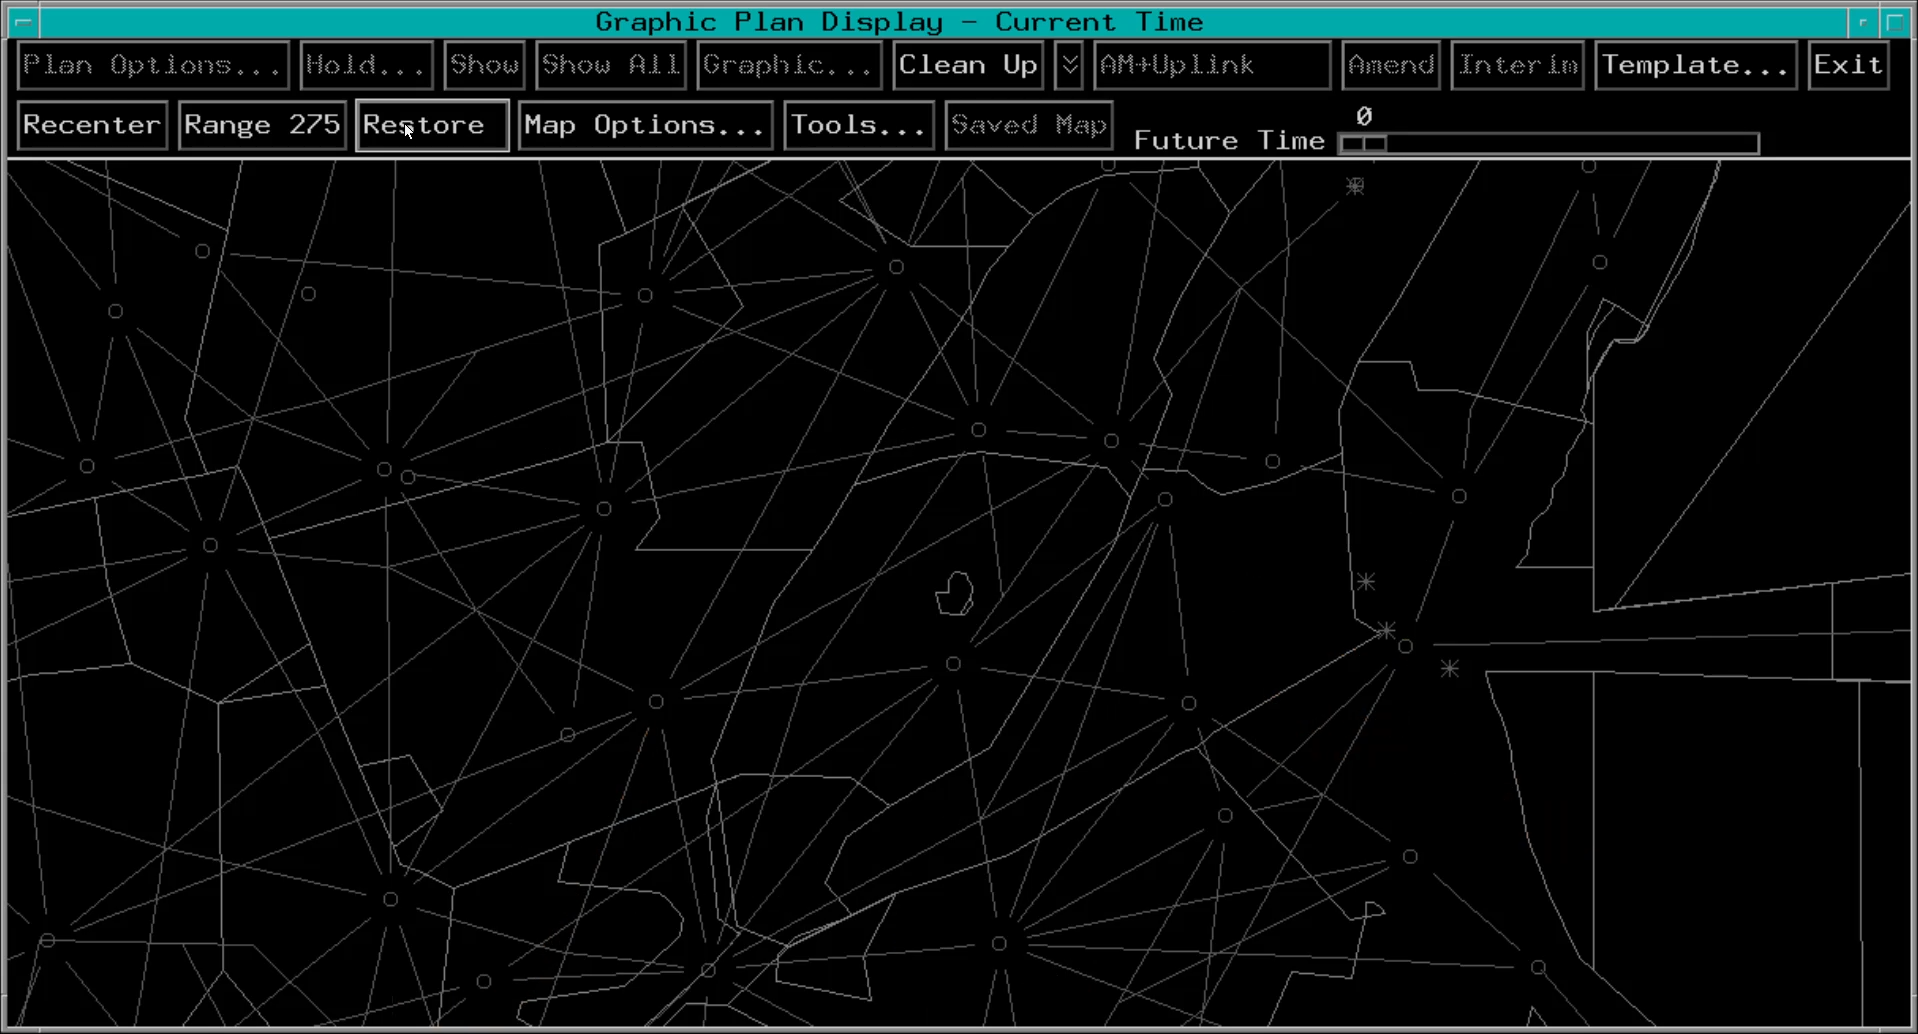 Graphic Plan Display - Current Time
Plan Options... Hold... Show Show All Graphic... Clean Up AM+Uplink Amend Interim Template... Exit
Recenter Range 275 Restore Map Options... Tools... Saved Map Future Time 0